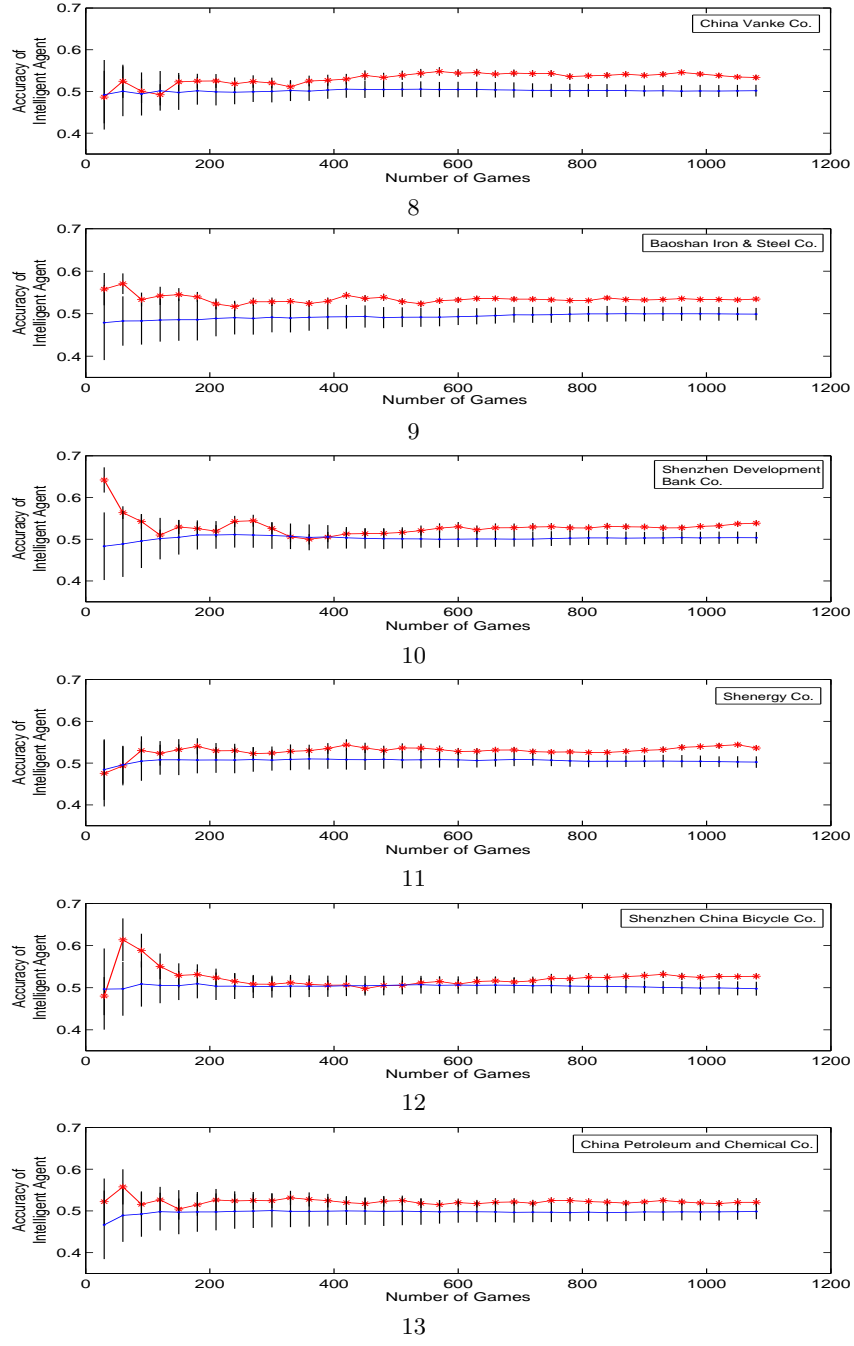 0.7
China Vanke Co.
0.6
0.5
0.4
Accuracy of
Intelligent Agent
0 200 400 600 800 1000 1200
Number of Games
8
0.7
Baoshan Iron & Steel Co.
0.6
0.5
0.4
Accuracy of
Intelligent Agent
0 200 400 600 800 1000 1200
Number of Games
9
0.7
Shenzhen Development
Bank Co.
0.6
0.5
0.4
Accuracy of
Intelligent Agent
0 200 400 600 800 1000 1200
Number of Games
10
0.7
Shenergy Co.
0.6
0.5
0.4
Accuracy of
Intelligent Agent
0 200 400 600 800 1000 1200
Number of Games
11
0.7
Shenzhen China Bicycle Co.
0.6
0.5
0.4
Accuracy of
Intelligent Agent
0 200 400 600 800 1000 1200
Number of Games
12
0.7
China Petroleum and Chemical Co.
0.6
0.5
0.4
Accuracy of
Intelligent Agent
0 200 400 600 800 1000 1200
Number of Games
13